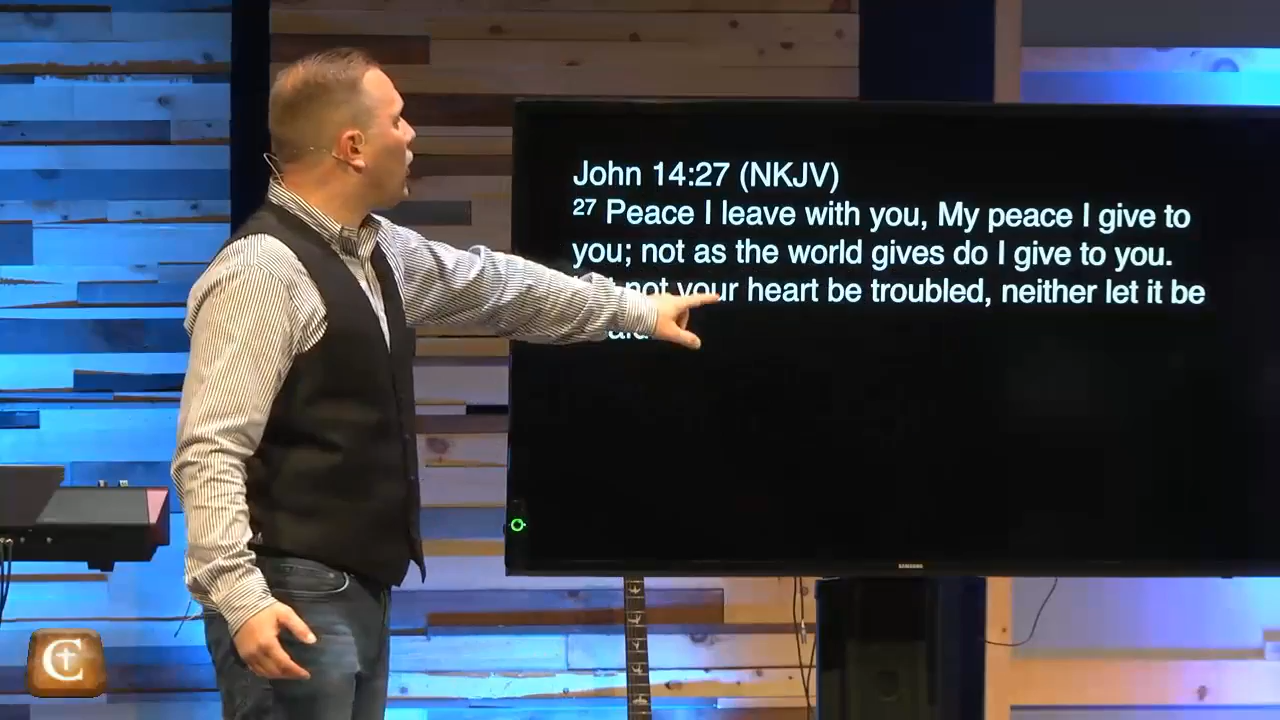 John 14:27 (NKJV)
27 Peace I leave with you, My peace I give to
you; not as the world gives do I give to you.
not your heart be troubled, neither let it be
SAMSUNG
C